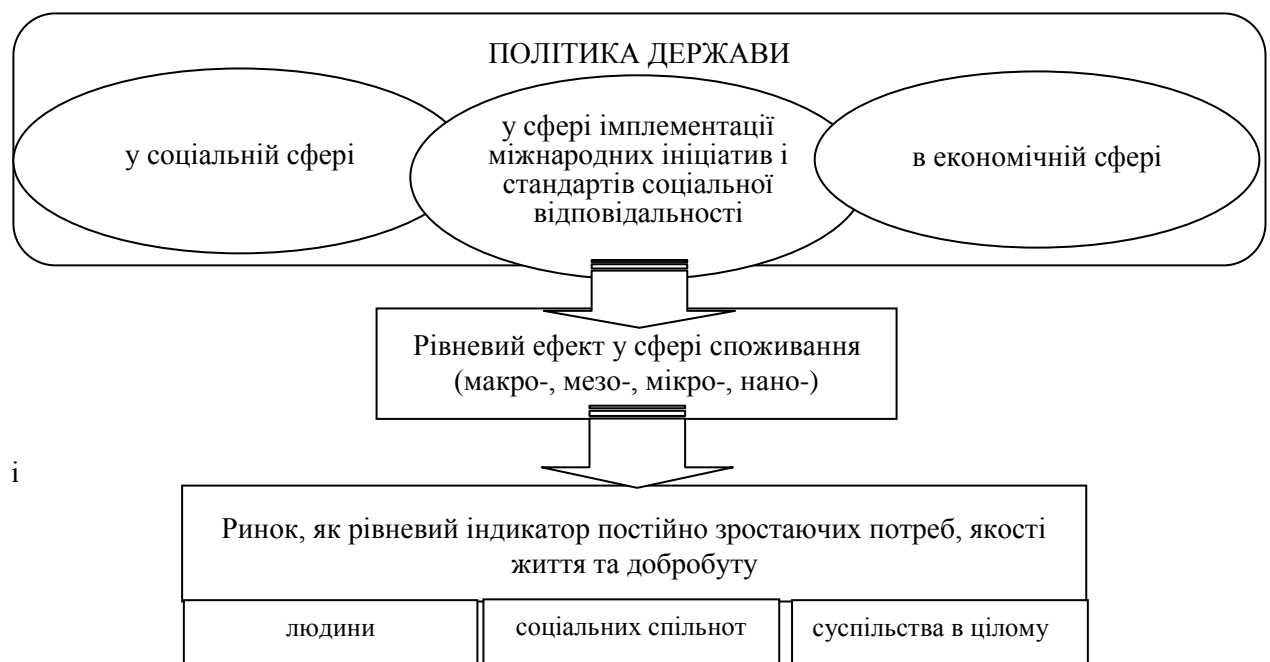 ПОЛІТИКА ДЕРЖАВИ
у соціальній сфері
у сфері імплементації
міжнародних ініціатив і
стандартів соціальної
відповідальності
в економічній сфері
Рівневий ефект у сфері споживання
(макро-, мезо-, мікро-, нано-)
і
Ринок, як рівневий індикатор постійно зростаючих потреб, якості
життя та добробуту
людини
соціальних спільнот
суспільства в цілому